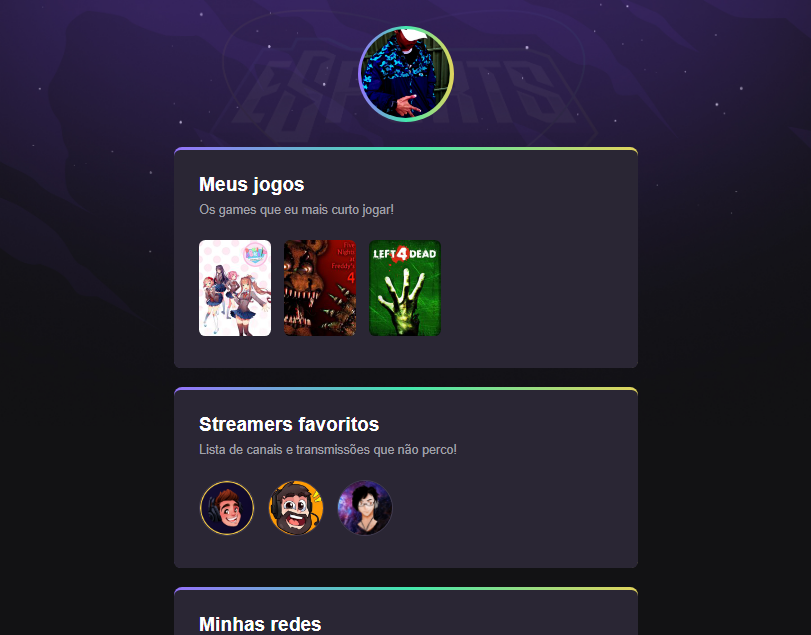 ESPORTS
Meus jogos
Os games que eu mais curto jogar!
Five
Nights
at
Freddy's
4
LEFT 4 DEAD
Streamers favoritos
Lista de canais e transmissões que não perco!
Minhas redes